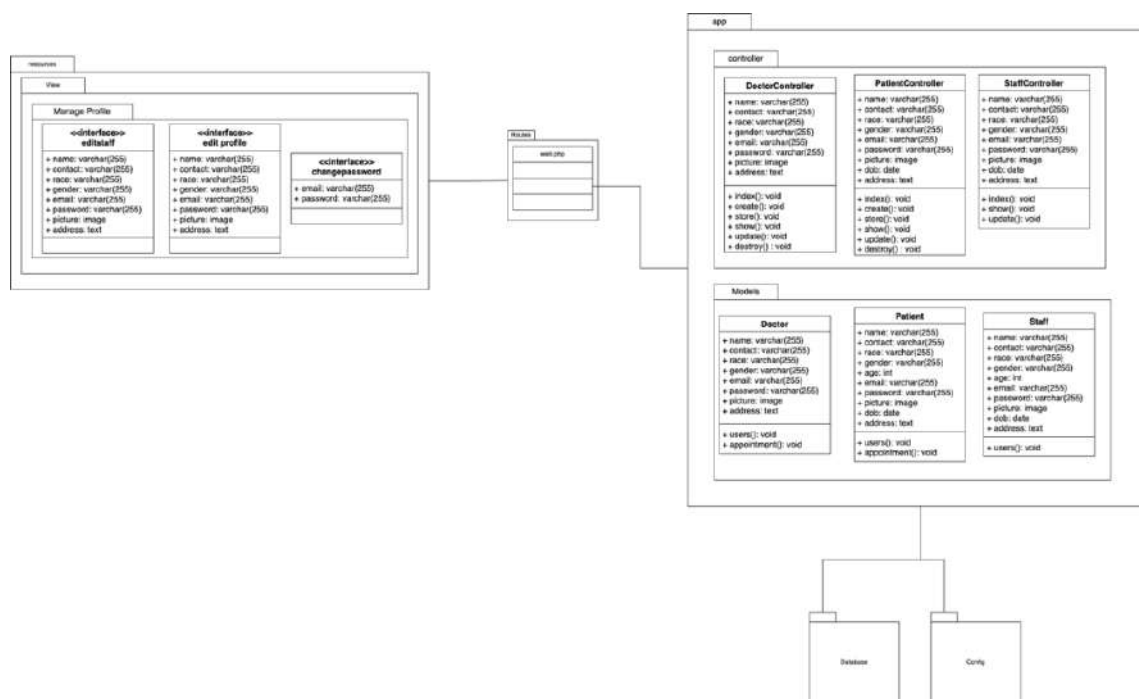 resources
View
Manage Profile
<<interface>>
editstaff
+ name: varchar(255)
+ contact: varchar(255)
+ race: varchar(255)
+ gender: varchar(255)
+ email: varchar(255)
+ password: varchar(255)
+ picture: image
+ address: text
<<interface>>
edit profile
+ name: varchar(255)
+ contact: varchar(255)
+ race: varchar(255)
+ gender: varchar(255)
+ email: varchar(255)
+ password: varchar(255)
+ picture: image
+ address: text
<<interface>>
changepassword
+ email: varchar(255)
+ password: varchar(255)
Routes
web.php
app
controller
DoctorController
+ name: varchar(255)
+ contact: varchar(255)
+ race: varchar(255)
+ gender: varchar(255)
+ email: varchar(255)
+ password: varchar(255)
+ picture: image
+ address: text
+ index(): void
+ create(): void
+ store(): void
+ show(): void
+ update(): void
+ destroy() : void
PatientController
+ name: varchar(255)
+ contact: varchar(255)
+ race: varchar(255)
+ gender: varchar(255)
+ email: varchar(255)
+ password: varchar(255)
+ picture: image
+ dob: date
+ address: text
+ index(): void
+ create(): void
+ store(): void
+ show(): void
+ update(): void
+ destroy() : void
StaffController
+ name: varchar(255)
+ contact: varchar(255)
+ race: varchar(255)
+ gender: varchar(255)
+ email: varchar(255)
+ password: varchar(255)
+ picture: image
+ dob: date
+ address: text
+ index(): void
+ show(): void
+ update(): void
Models
Doctor
+ name: varchar(255)
+ contact: varchar(255)
+ race: varchar(255)
+ gender: varchar(255)
+ email: varchar(255)
+ password: varchar(255)
+ picture: image
+ address: text
+ users(): void
+ appointment(): void
Patient
+ name: varchar(255)
+ contact: varchar(255)
+ race: varchar(255)
+ gender: varchar(255)
+ age: int
+ email: varchar(255)
+ password: varchar(255)
+ picture: image
+ dob: date
+ address: text
+ users(): void
+ appointment(): void
Staff
+ name: varchar(255)
+ contact: varchar(255)
+ race: varchar(255)
+ gender: varchar(255)
+ age: int
+ email: varchar(255)
+ password: varchar(255)
+ picture: image
+ dob: date
+ address: text
+ users(): void
Database
Config